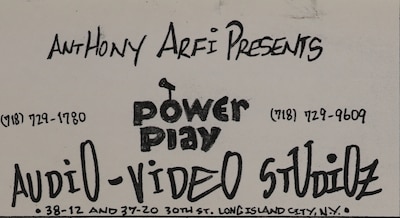 ANTHONY ARFI PRESENTS
power
(718) 729-1780
(718) 729-9609
play
AUDIO-VIDEO STUDIOZ
• 38-12 AND 37-20 30TH ST. LONG ISLAND CITY, N.Y. •